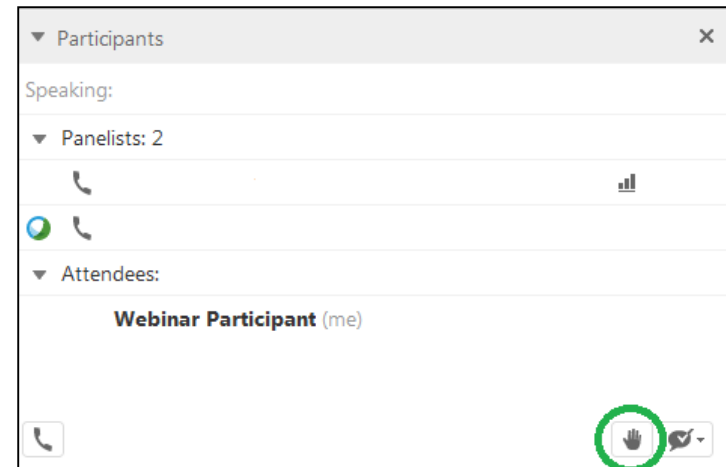 Participants
Speaking:
Panelists: 2
Attendees:
Webinar Participant (me)